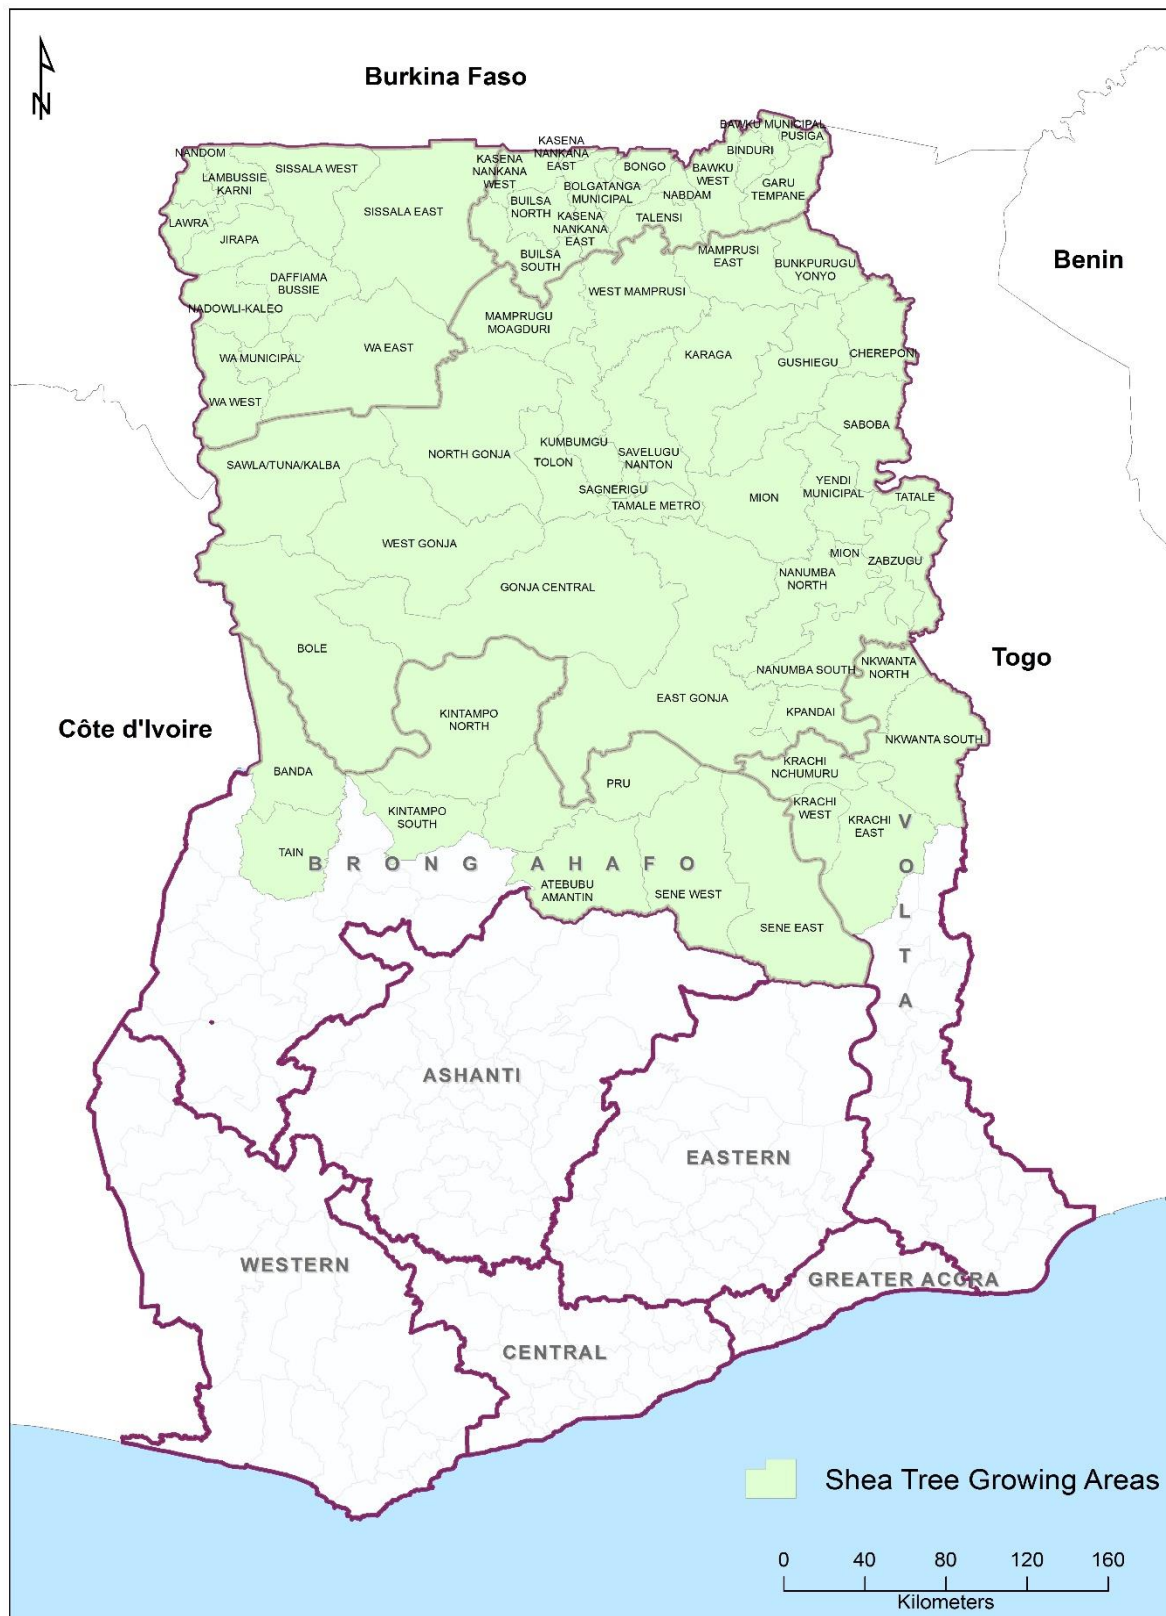 N
Burkina Faso
Benin
Togo
Côte d'Ivoire
BAWKU MUNICIPAL
PUSIGA
KASENA
NANKANA
EAST
NANDOM
SISSALA WEST
KASENA
NANKANA
WEST
BONGO
BAWKU
WEST
BINDURI
LAMBUSSIE
KARNI
BOLGATANGA
MUNICIPAL
NABDAM
GARU
TEMPANE
LAWRA
SISSALA EAST
BUILSA
NORTH
KASENA
NANKANA
EAST
TALENSI
JIRAPA
BUILSA
SOUTH
MAMPRUSI
EAST
BUNKPURUGU
YONYO
DAFFIAMA
BUSSIE
WEST MAMPRUSI
NADOWLI-KALEO
MAMPRUGU
MOAGDURI
WA MUNICIPAL
WA EAST
KARAGA
GUSHIEGU
CHEREPONI
WA WEST
SABOBA
SAWLA/TUNA/KALBA
NORTH GONJA
KUMBUMGU
TOLON
SAVELUGU
NANTON
SAGNERIGU
TAMALE METRO
MION
YENDI
MUNICIPAL
TATALE
WEST GONJA
MION
ZABZUGU
GONJA CENTRAL
NANUMBA
NORTH
BOLE
NANUMBA SOUTH
NKWANTA
NORTH
EAST GONJA
KINTAMPO
NORTH
KPANDAI
NKWANTA SOUTH
BANDA
PRU
KRACHI
NCHUMURU
KINTAMPO
SOUTH
KRACHI
WEST
KRACHI
EAST
TAIN
BRONG AHAFO
VOLTA
ATEBUBU
AMANTIN
SENE WEST
SENE EAST
ASHANTI
EASTERN
WESTERN
GREATER ACCRA
CENTRAL
Shea Tree Growing Areas
0 40 80 120 160
Kilometers